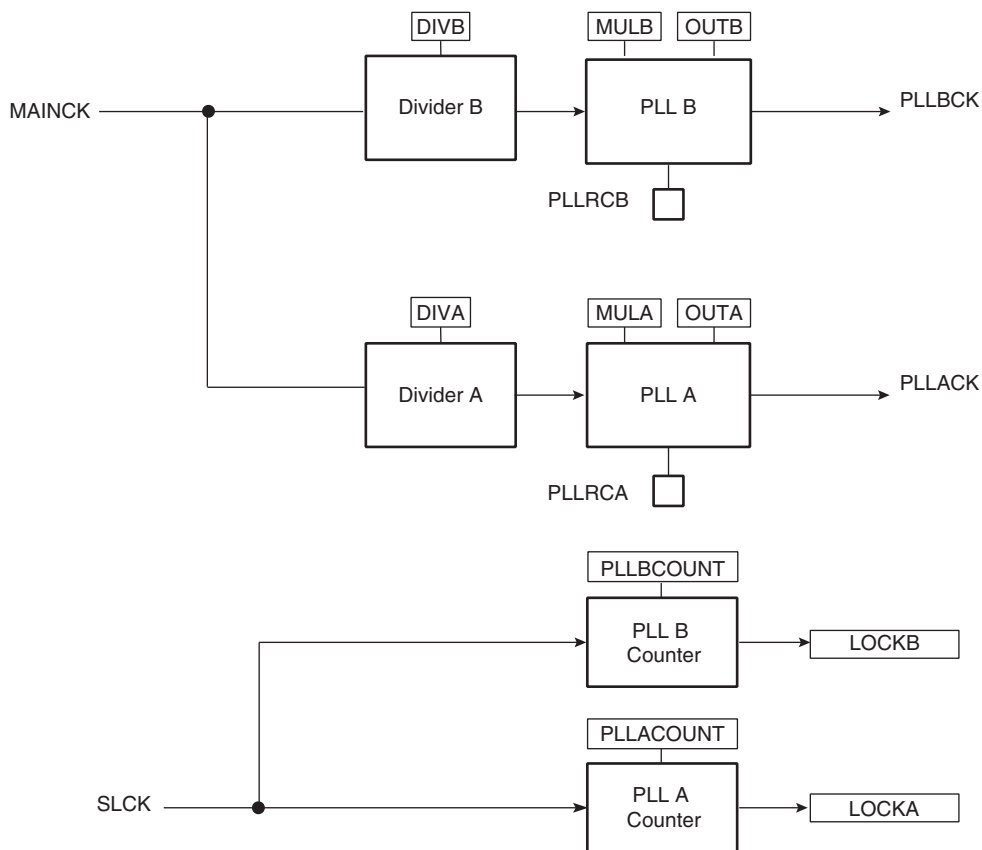 DIVB
MULB
OUTB
MAINCK
Divider B
PLL B
PLLBCK
PLLRCB
DIVA
MULA
OUTA
Divider A
PLL A
PLLACK
PLLRCA
PLLBCOUNT
PLL B
Counter
LOCKB
PLLACOUNT
SLCK
PLL A
Counter
LOCKA